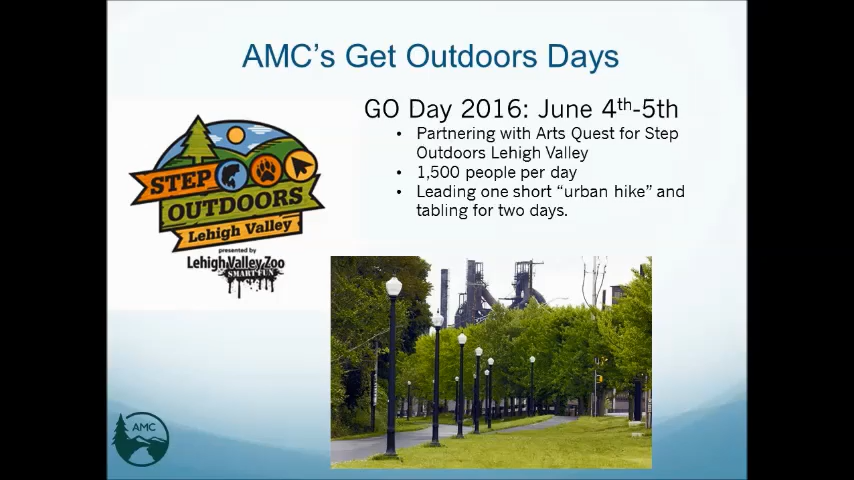 AMC's Get Outdoors Days
GO Day 2016: June 4th-5th
• Partnering with Arts Quest for Step
Outdoors Lehigh Valley
• 1,500 people per day
• Leading one short “urban hike” and
tabling for two days.
STEP
OUTDOORS
Lehigh Valley
presented by
Lehigh Valley Zoo
SMART FUN
AMC